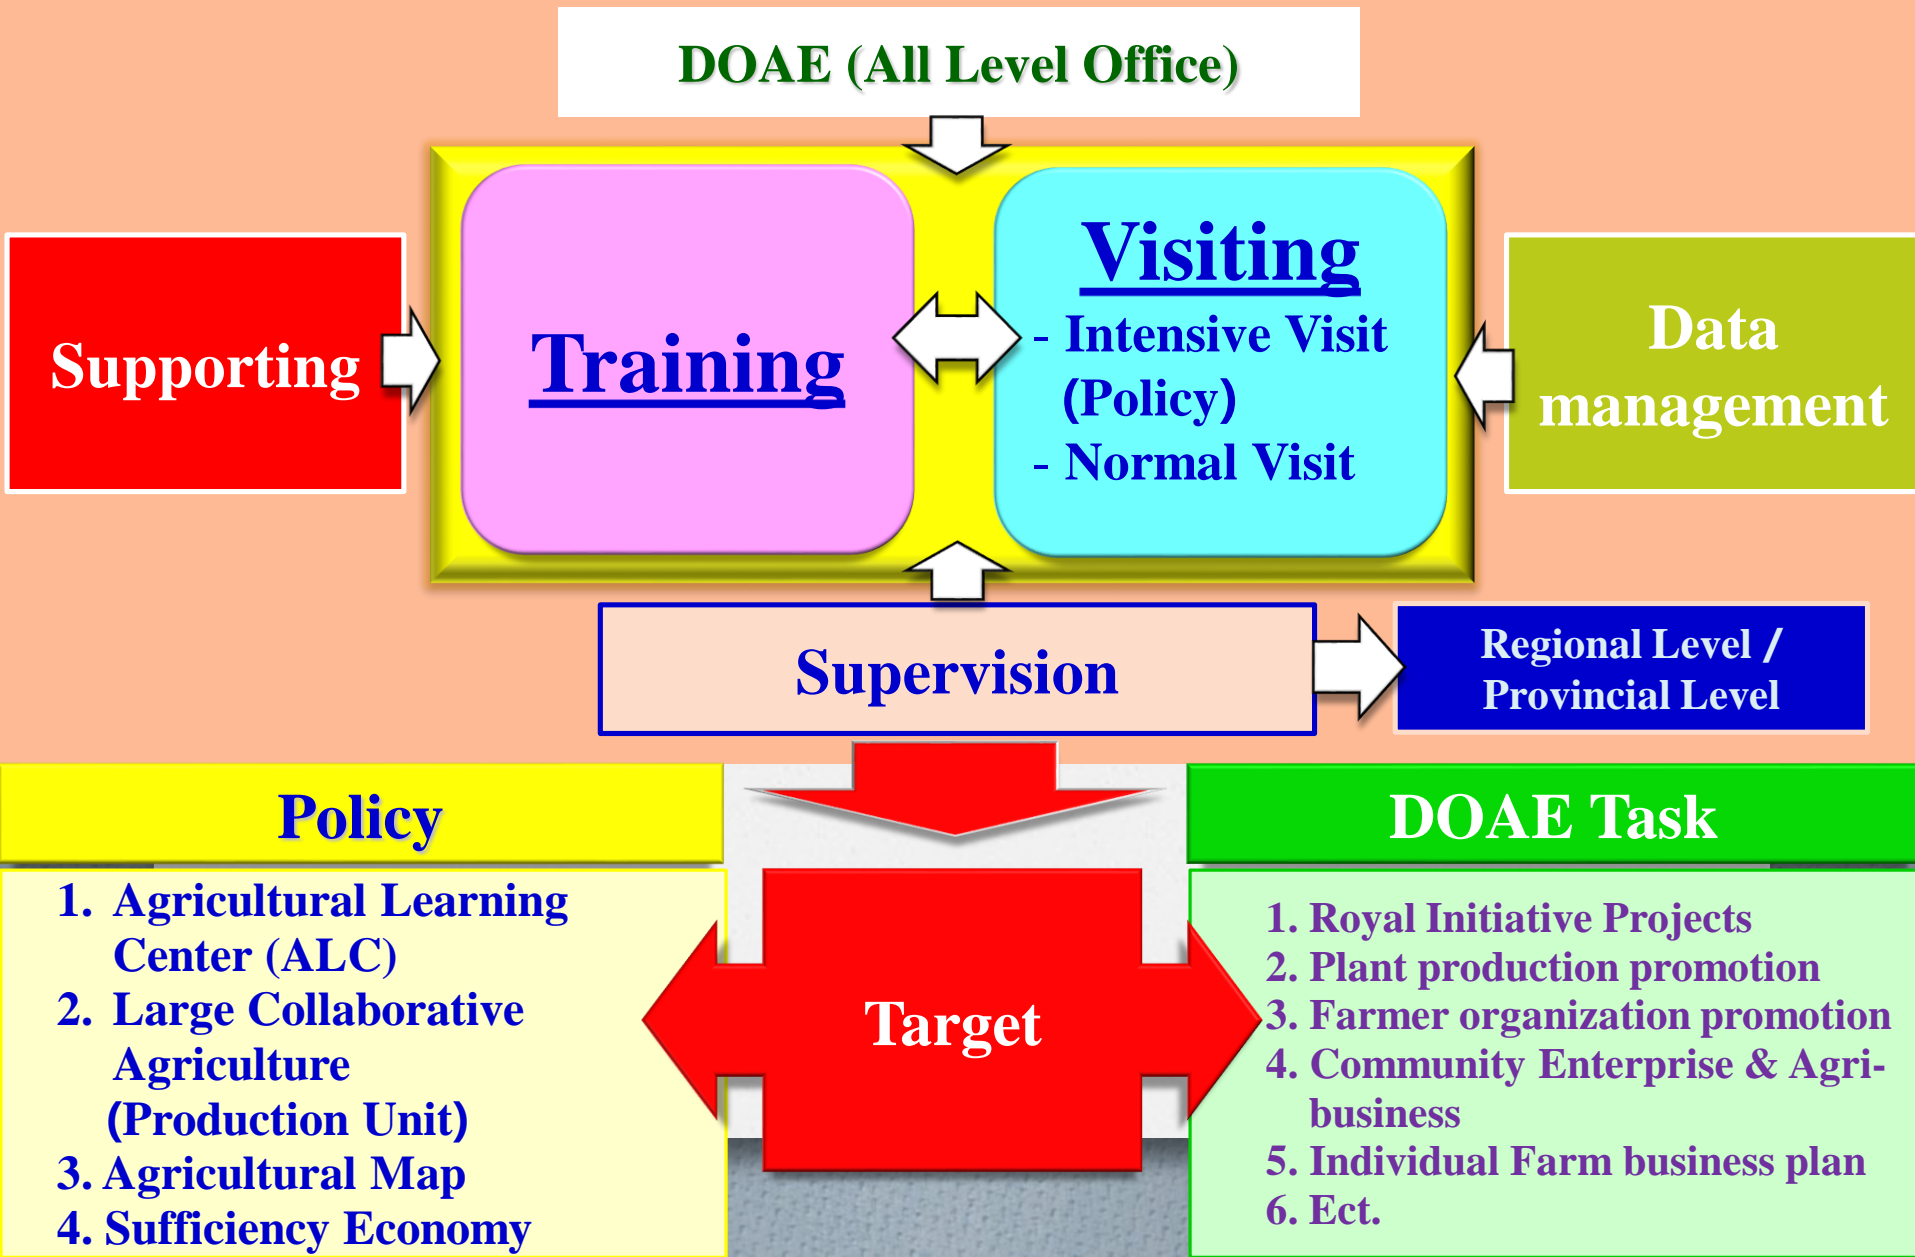 DOAE (All Level Office)
Supporting
Training
Visiting
- Intensive Visit
(Policy)
- Normal Visit
Data
management
Supervision
Regional Level /
Provincial Level
Policy
1. Agricultural Learning
Center (ALC)
2. Large Collaborative
Agriculture
(Production Unit)
3. Agricultural Map
4. Sufficiency Economy
Target
DOAE Task
1. Royal Initiative Projects
2. Plant production promotion
3. Farmer organization promotion
4. Community Enterprise & Agri-
business
5. Individual Farm business plan
6. Ect.